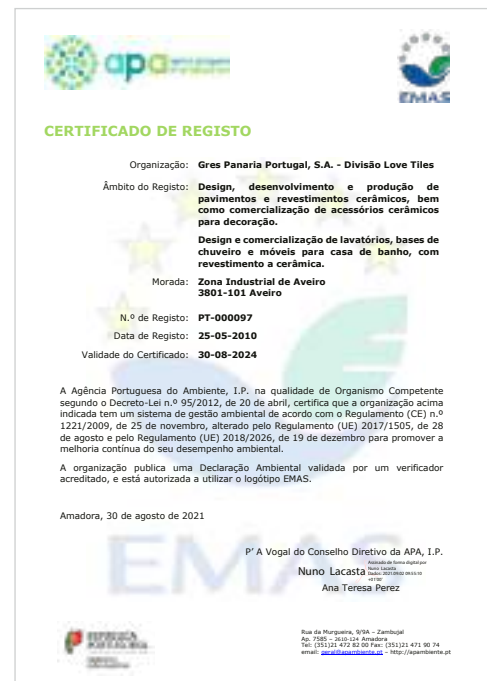 apa
EMAS
CERTIFICADO DE REGISTO
Organização: Gres Panaria Portugal, S.A. - Divisão Love Tiles
Âmbito do Registo: Design, desenvolvimento e produção de
pavimentos e revestimentos cerâmicos, bem
como comercialização de acessórios cerâmicos
para decoração.
Design e comercialização de lavatórios, bases de
chuveiro e móveis para casa de banho, com
revestimento a cerâmica.
Morada: Zona Industrial de Aveiro
3801-101 Aveiro
N.º de Registo: PT-000097
Data de Registo: 25-05-2010
Validade do Certificado: 30-08-2024
A Agência Portuguesa do Ambiente, I.P. na qualidade de Organismo Competente
segundo o Decreto-Lei n.º 95/2012, de 20 de abril, certifica que a organização acima
indicada tem um sistema de gestão ambiental de acordo com o Regulamento (CE) n.º
1221/2009, de 25 de novembro, alterado pelo Regulamento (UE) 2017/1505, de 28
de agosto e pelo Regulamento (UE) 2018/2026, de 19 de dezembro para promover a
melhoria contínua do seu desempenho ambiental.
A organização publica uma Declaração Ambiental validada por um verificador
acreditado, e está autorizada a utilizar o logótipo EMAS.
Amadora, 30 de agosto de 2021
P' A Vogal do Conselho Diretivo da APA, I.P.
Nuno Lacasta
Assinado de forma digital por
Nuno Lacasta
Ana Teresa Perez
EMAS
REPÚBLICA
PORTUGUESA
Rua da Murgueira, 9/9A – Zambujal
Ap. 7585 – 2610-124 Amadora
Tel: (351)21 472 82 00 Fax: (351)21 471 90 74
email: geral@apambiente.pt – http://apambiente.pt